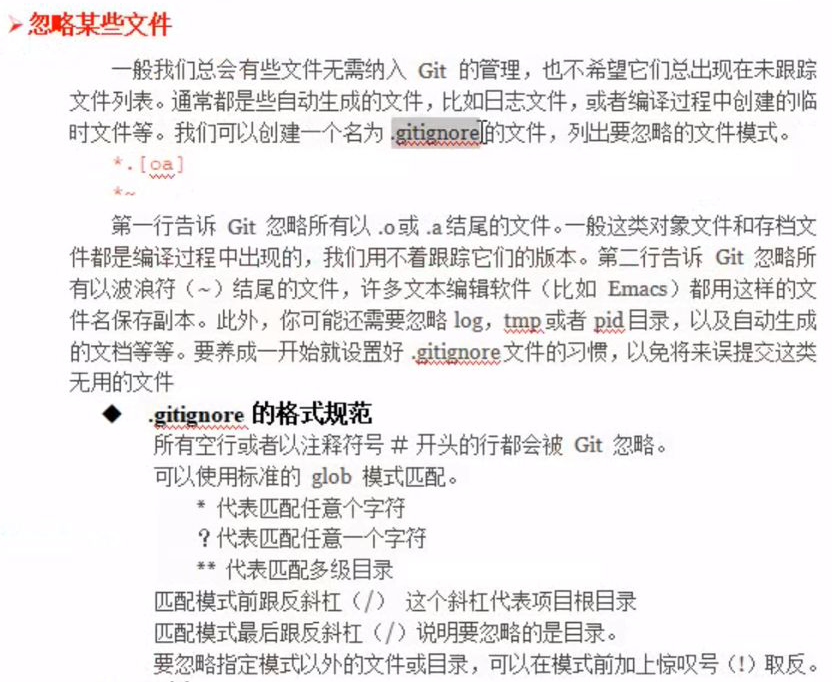 ➢忽略某些文件
一般我们总会有些文件无需纳入 Git 的管理，也不希望它们总出现在未跟踪
文件列表。通常都是些自动生成的文件，比如日志文件，或者编译过程中创建的临
时文件等。我们可以创建一个名为 .gitignore 的文件，列出要忽略的文件模式。
*.[oa]
*~
第一行告诉 Git 忽略所有以 .o 或 .a 结尾的文件。一般这类对象文件和存档文
件都是编译过程中出现的，我们用不着跟踪它们的版本。第二行告诉 Git 忽略所
有以波浪符（~）结尾的文件，许多文本编辑软件（比如 Emacs）都用这样的文
件名保存副本。此外，你可能还需要忽略 log，tmp 或者 pid 目录，以及自动生成
的文档等等。要养成一开始就设置好 .gitignore 文件的习惯，以免将来误提交这类
无用的文件
◆ .gitignore 的格式规范
所有空行或者以注释符号 # 开头的行都会被 Git 忽略。
可以使用标准的 glob 模式匹配。
* 代表匹配任意个字符
? 代表匹配任意一个字符
** 代表匹配多级目录
匹配模式前跟反斜杠（/） 这个斜杠代表项目根目录
匹配模式最后跟反斜杠（/）说明要忽略的是目录。
要忽略指定模式以外的文件或目录，可以在模式前加上惊叹号（!）取反。